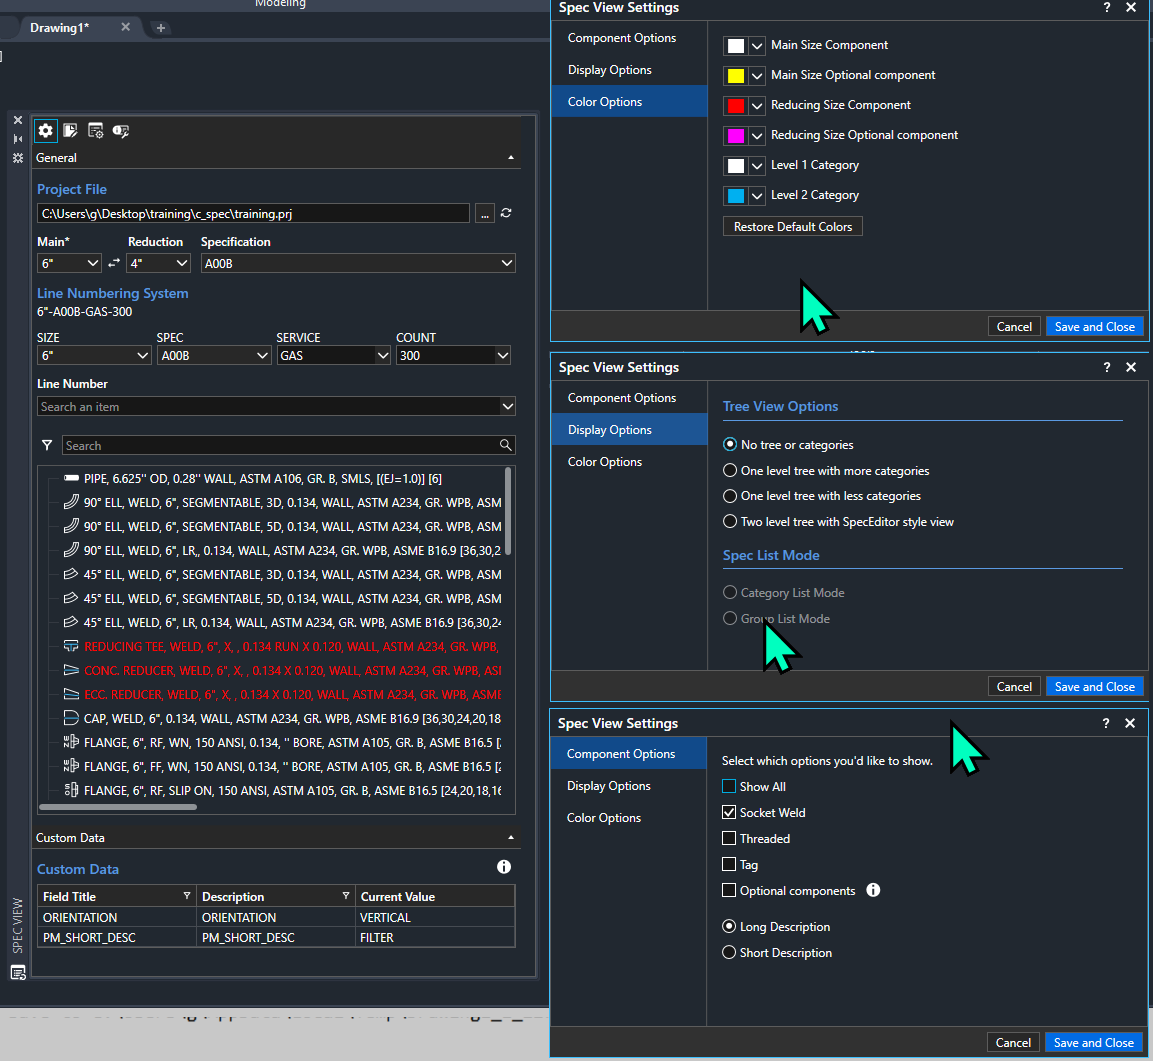 Modeling
Drawing1*
General
Project File
C:\Users\g\Desktop\training\c_spec\training.prj
...
Main* Reduction Specification
6" 4" A00B
Line Numbering System
6"-A00B-GAS-300
SIZE SPEC SERVICE COUNT
6" A00B GAS 300
Line Number
Search an item
Search
PIPE, 6.625" OD, 0.28" WALL, ASTM A106, GR. B, SMLS, [(EJ=1.0)] [6]
90° ELL, WELD, 6", SEGMENTABLE, 3D, 0.134, WALL, ASTM A234, GR. WPB, ASM
90° ELL, WELD, 6", SEGMENTABLE, 5D, 0.134, WALL, ASTM A234, GR. WPB, ASM
90° ELL, WELD, 6", LR,, 0.134, WALL, ASTM A234, GR. WPB, ASME B16.9 [36,30,2
45° ELL, WELD, 6", SEGMENTABLE, 3D, 0.134, WALL, ASTM A234, GR. WPB, ASM
45° ELL, WELD, 6", SEGMENTABLE, 5D, 0.134, WALL, ASTM A234, GR. WPB, ASM
45° ELL, WELD, 6", LR, 0.134, WALL, ASTM A234, GR. WPB, ASME B16.9 [36,30,24
REDUCING TEE, WELD, 6", X, , 0.134 RUN X 0.120, WALL, ASTM A234, GR. WPB,
CONC. REDUCER, WELD, 6", X, , 0.134 X 0.120, WALL, ASTM A234, GR. WPB, ASI
ECC. REDUCER, WELD, 6", X, , 0.134 X 0.120, WALL, ASTM A234, GR. WPB, ASME
CAP, WELD, 6", 0.134, WALL, ASTM A234, GR. WPB, ASME B16.9 [36,30,24,20,18
FLANGE, 6", RF, WN, 150 ANSI, 0.134, " BORE, ASTM A105, GR. B, ASME B16.5 [
FLANGE, 6", FF, WN, 150 ANSI, 0.134, " BORE, ASTM A105, GR. B, ASME B16.5 [
FLANGE, 6", RF, SLIP ON, 150 ANSI, ASTM A105, GR. B, ASME B16.5 [24,20,18,16
Custom Data
Custom Data
Field Title Description Current Value
ORIENTATION ORIENTATION VERTICAL
PM_SHORT_DESC PM_SHORT_DESC FILTER
SPEC VIEW
Spec View Settings
?
Component Options
Display Options
Color Options
Main Size Component
Main Size Optional component
Reducing Size Component
Reducing Size Optional component
Level 1 Category
Level 2 Category
Restore Default Colors
Cancel Save and Close
Spec View Settings
?
Component Options
Display Options
Color Options
Tree View Options
No tree or categories
One level tree with more categories
One level tree with less categories
Two level tree with SpecEditor style view
Spec List Mode
Category List Mode
Group List Mode
Cancel Save and Close
Spec View Settings
?
Component Options
Display Options
Color Options
Select which options you'd like to show.
Show All
Socket Weld
Threaded
Tag
Optional components
Long Description
Short Description
Cancel Save and Close